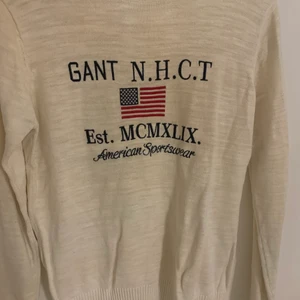 GANT N.H.C.T
Est. MCMXLIX.
American Sportswear